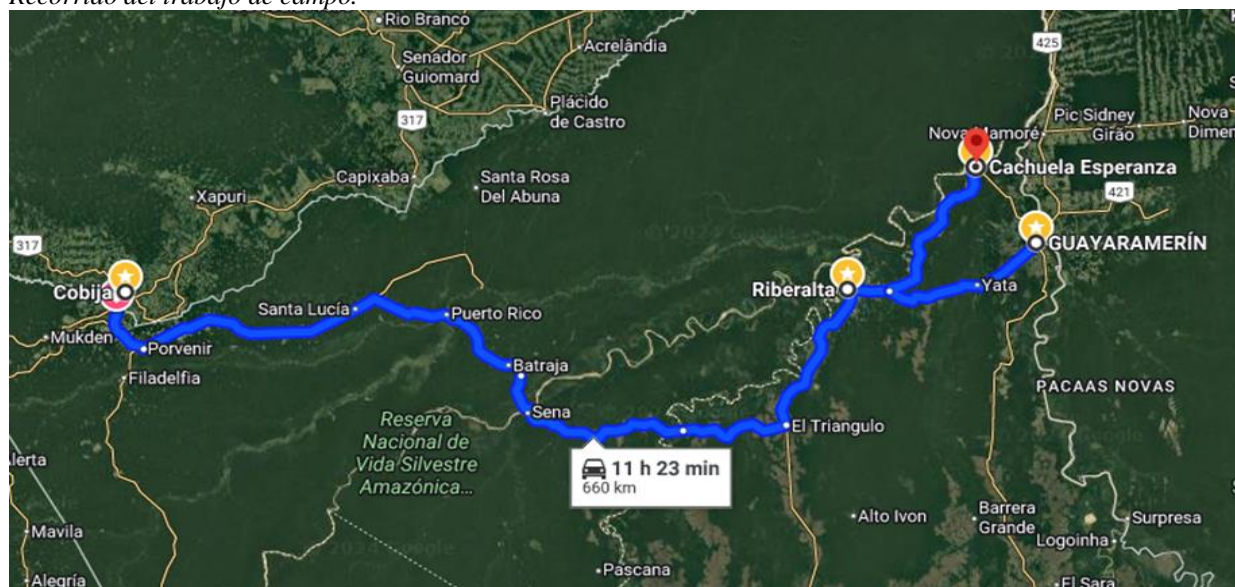 Recorrido del trabajo de campo.
Rio Branco
Acrelândia
Senador
Guiomard
425
Plácido
de Castro
317
Pic Sidney
Girão
Nova
Dimen
Nova Mamoré
Cachuela Esperanza
Capixaba
Santa Rosa
Del Abuna
Xapuri
421
317
GUAYARAMERÍN
Cobija
Riberalta
Yata
Santa Lucía
Puerto Rico
Mukden
Porvenir
Filadelfia
Batraja
PACAAS NOVAS
Sena
El Triangulo
Reserva
Nacional de
Vida Silvestre
Amazónica...
lerta
11 h 23 min
660 km
Alto Ivon
Barrera
Grande
Surpresa
Mavila
Logoinha
Pascana
Alegría
El Sara